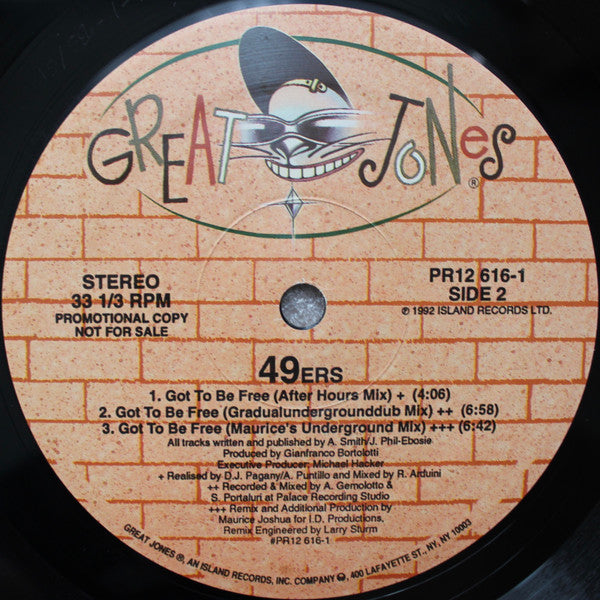 GREAT JONES®
STEREO
33 1/3 RPM
PROMOTIONAL COPY
NOT FOR SALE
PR12 616-1
SIDE 2
℗ 1992 ISLAND RECORDS LTD.
49ERS
1. Got To Be Free (After Hours Mix) + (4:06)
2. Got To Be Free (Gradualundergrounddub Mix) ++ (6:58)
3. Got To Be Free (Maurice's Underground Mix) +++ (6:42)
All tracks written and published by A. Smith/J. Phil-Ebosie
Produced by Gianfranco Bortolotti
Executive Producer: Michael Hacker
+ Realised by D.J. Pagany/A. Puntillo and Mixed by R. Arduini
++ Recorded & Mixed by A. Gemolotto &
S. Portaluri at Palace Recording Studio
+++ Remix and Additional Production by
Maurice Joshua for I.D. Productions.
Remix Engineered by Larry Sturm
#PR12 616-1
GREAT JONES ®, AN ISLAND RECORDS, INC. COMPANY, 400 LAFAYETTE ST., NY, NY 10003